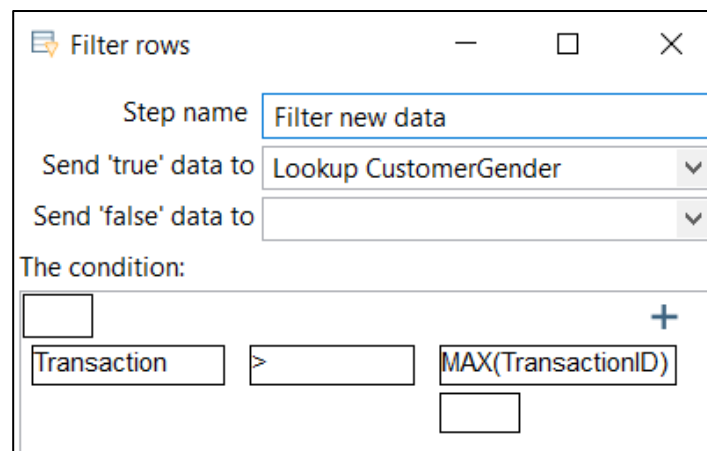 Filter rows
Step name Filter new data
Send 'true' data to Lookup CustomerGender
Send 'false' data to
The condition:
Transaction > MAX(TransactionID)